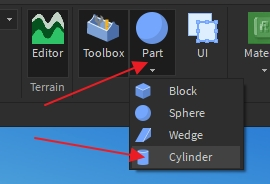 Editor
Toolbox
Part
UI
Mate
Terrain
Block
Sphere
Wedge
Cylinder